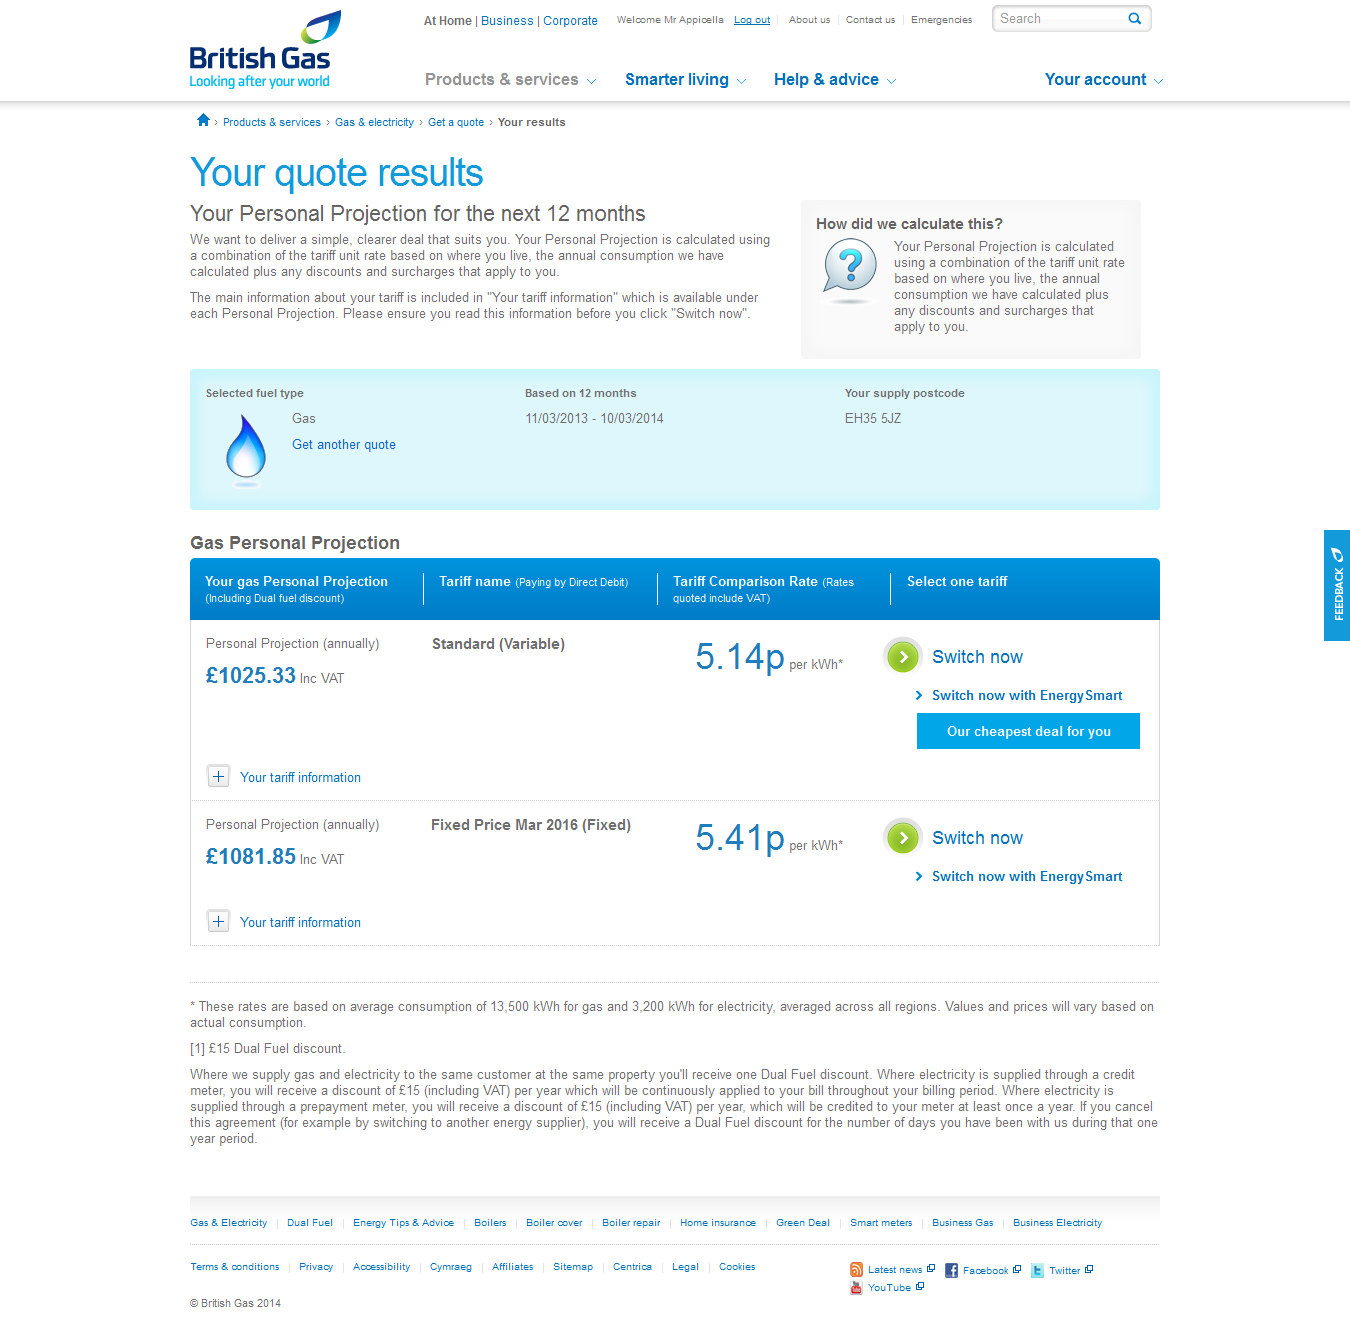 At Home | Business | Corporate
Welcome Mr Appicella Log out About us Contact us Emergencies
Search
British Gas
Looking after your world
Products & services Smarter living Help & advice Your account
› Products & services › Gas & electricity › Get a quote › Your results
Your quote results
Your Personal Projection for the next 12 months
We want to deliver a simple, clearer deal that suits you. Your Personal Projection is calculated using
a combination of the tariff unit rate based on where you live, the annual consumption we have
calculated plus any discounts and surcharges that apply to you.
The main information about your tariff is included in "Your tariff information" which is available under
each Personal Projection. Please ensure you read this information before you click "Switch now".
How did we calculate this?
Your Personal Projection is calculated
using a combination of the tariff unit rate
based on where you live, the annual
consumption we have calculated plus
any discounts and surcharges that
apply to you.
Selected fuel type
Gas
Get another quote
Based on 12 months
11/03/2013 - 10/03/2014
Your supply postcode
EH35 5JZ
FEEDBACK
Gas Personal Projection
Your gas Personal Projection
(Including Dual fuel discount)
Tariff name (Paying by Direct Debit)
Tariff Comparison Rate (Rates
quoted include VAT)
Select one tariff
Personal Projection (annually)
£1025.33 Inc VAT
Standard (Variable)
5.14p per kWh*
Switch now
Switch now with EnergySmart
Our cheapest deal for you
Your tariff information
Personal Projection (annually)
£1081.85 Inc VAT
Fixed Price Mar 2016 (Fixed)
5.41p per kWh*
Switch now
Switch now with EnergySmart
Your tariff information
* These rates are based on average consumption of 13,500 kWh for gas and 3,200 kWh for electricity, averaged across all regions. Values and prices will vary based on
actual consumption.
[1] £15 Dual Fuel discount.
Where we supply gas and electricity to the same customer at the same property you'll receive one Dual Fuel discount. Where electricity is supplied through a credit
meter, you will receive a discount of £15 (including VAT) per year which will be continuously applied to your bill throughout your billing period. Where electricity is
supplied through a prepayment meter, you will receive a discount of £15 (including VAT) per year, which will be credited to your meter at least once a year. If you cancel
this agreement (for example by switching to another energy supplier), you will receive a Dual Fuel discount for the number of days you have been with us during that one
year period.
Gas & Electricity Dual Fuel Energy Tips & Advice Boilers Boiler cover Boiler repair Home insurance Green Deal Smart meters Business Gas Business Electricity
Terms & conditions Privacy Accessibility Cymraeg Affiliates Sitemap Centrica Legal Cookies
Latest news Facebook Twitter
YouTube
© British Gas 2014